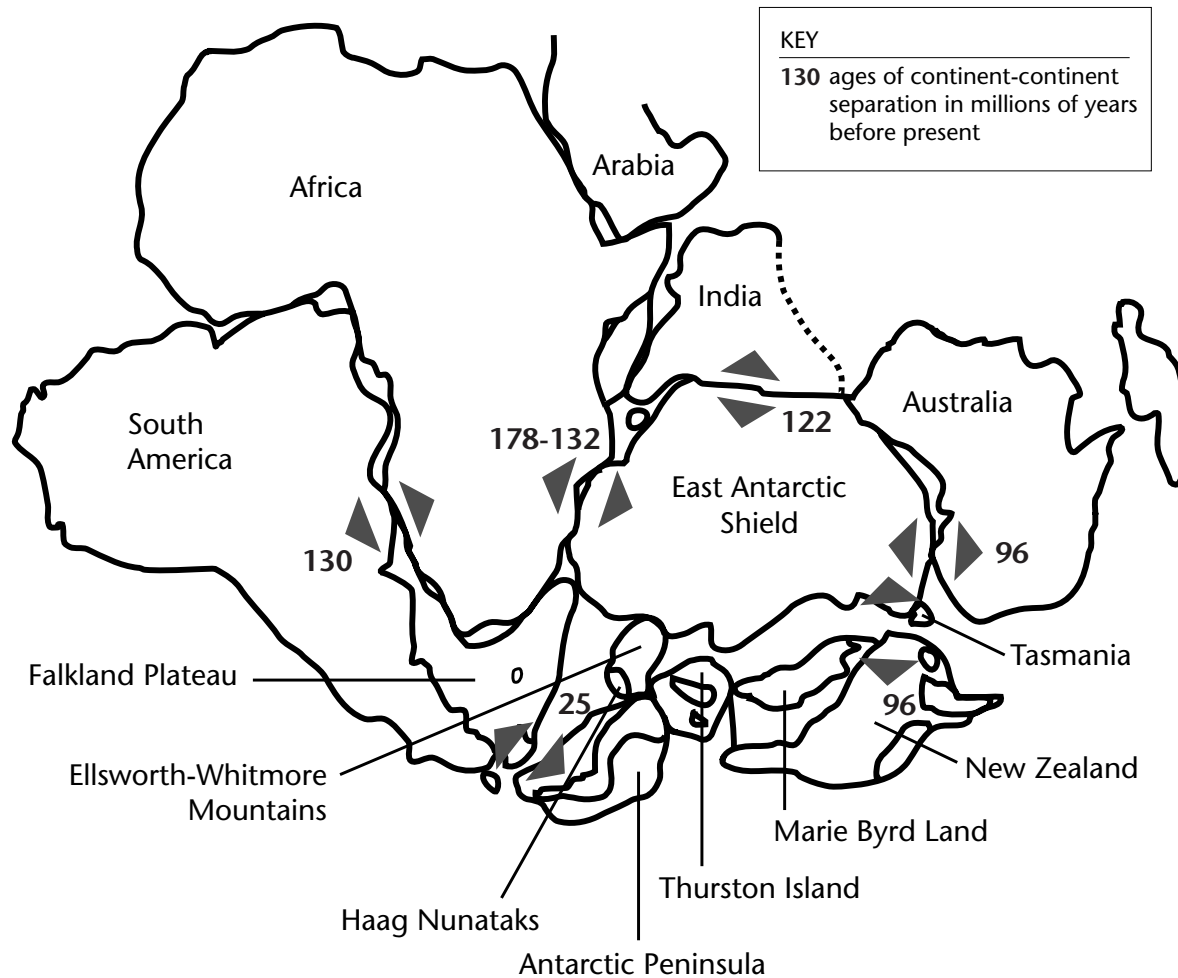 KEY
130 ages of continent-continent
separation in millions of years
before present
Arabia
Africa
India
Australia
South
America
178-132
122
East Antarctic
Shield
130
96
Tasmania
Falkland Plateau
25
96
New Zealand
Ellsworth-Whitmore
Mountains
Marie Byrd Land
Thurston Island
Haag Nunataks
Antarctic Peninsula